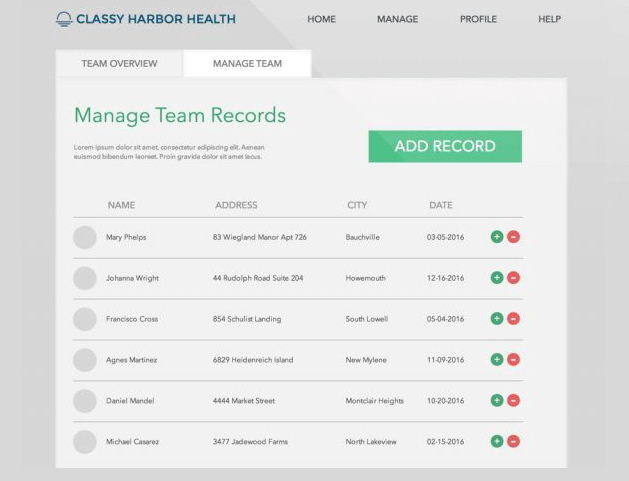 CLASSY HARBOR HEALTH HOME MANAGE PROFILE HELP
TEAM OVERVIEW MANAGE TEAM
Manage Team Records
Lorem ipsum dolor sit amet, consectetur adipiscing elit. Aenean
euismod bibendum laoreet. Proin gravida dolor sit amet lacus.
ADD RECORD
NAME ADDRESS CITY DATE
Mary Phelps 83 Wiegland Manor Apt 726 Bauchville 03-05-2016 + -
Johanna Wright 44 Rudolph Road Suite 204 Howemouth 12-16-2016 + -
Francisco Cross 854 Schulist Landing South Lowell 05-04-2016 + -
Agnes Martinez 6829 Heidenreich Island New Mylene 11-09-2016 + -
Daniel Mandel 4444 Market Street Montclair Heights 10-20-2016 + -
Michael Casarez 3477 Jadewood Farms North Lakeview 02-15-2016 + -